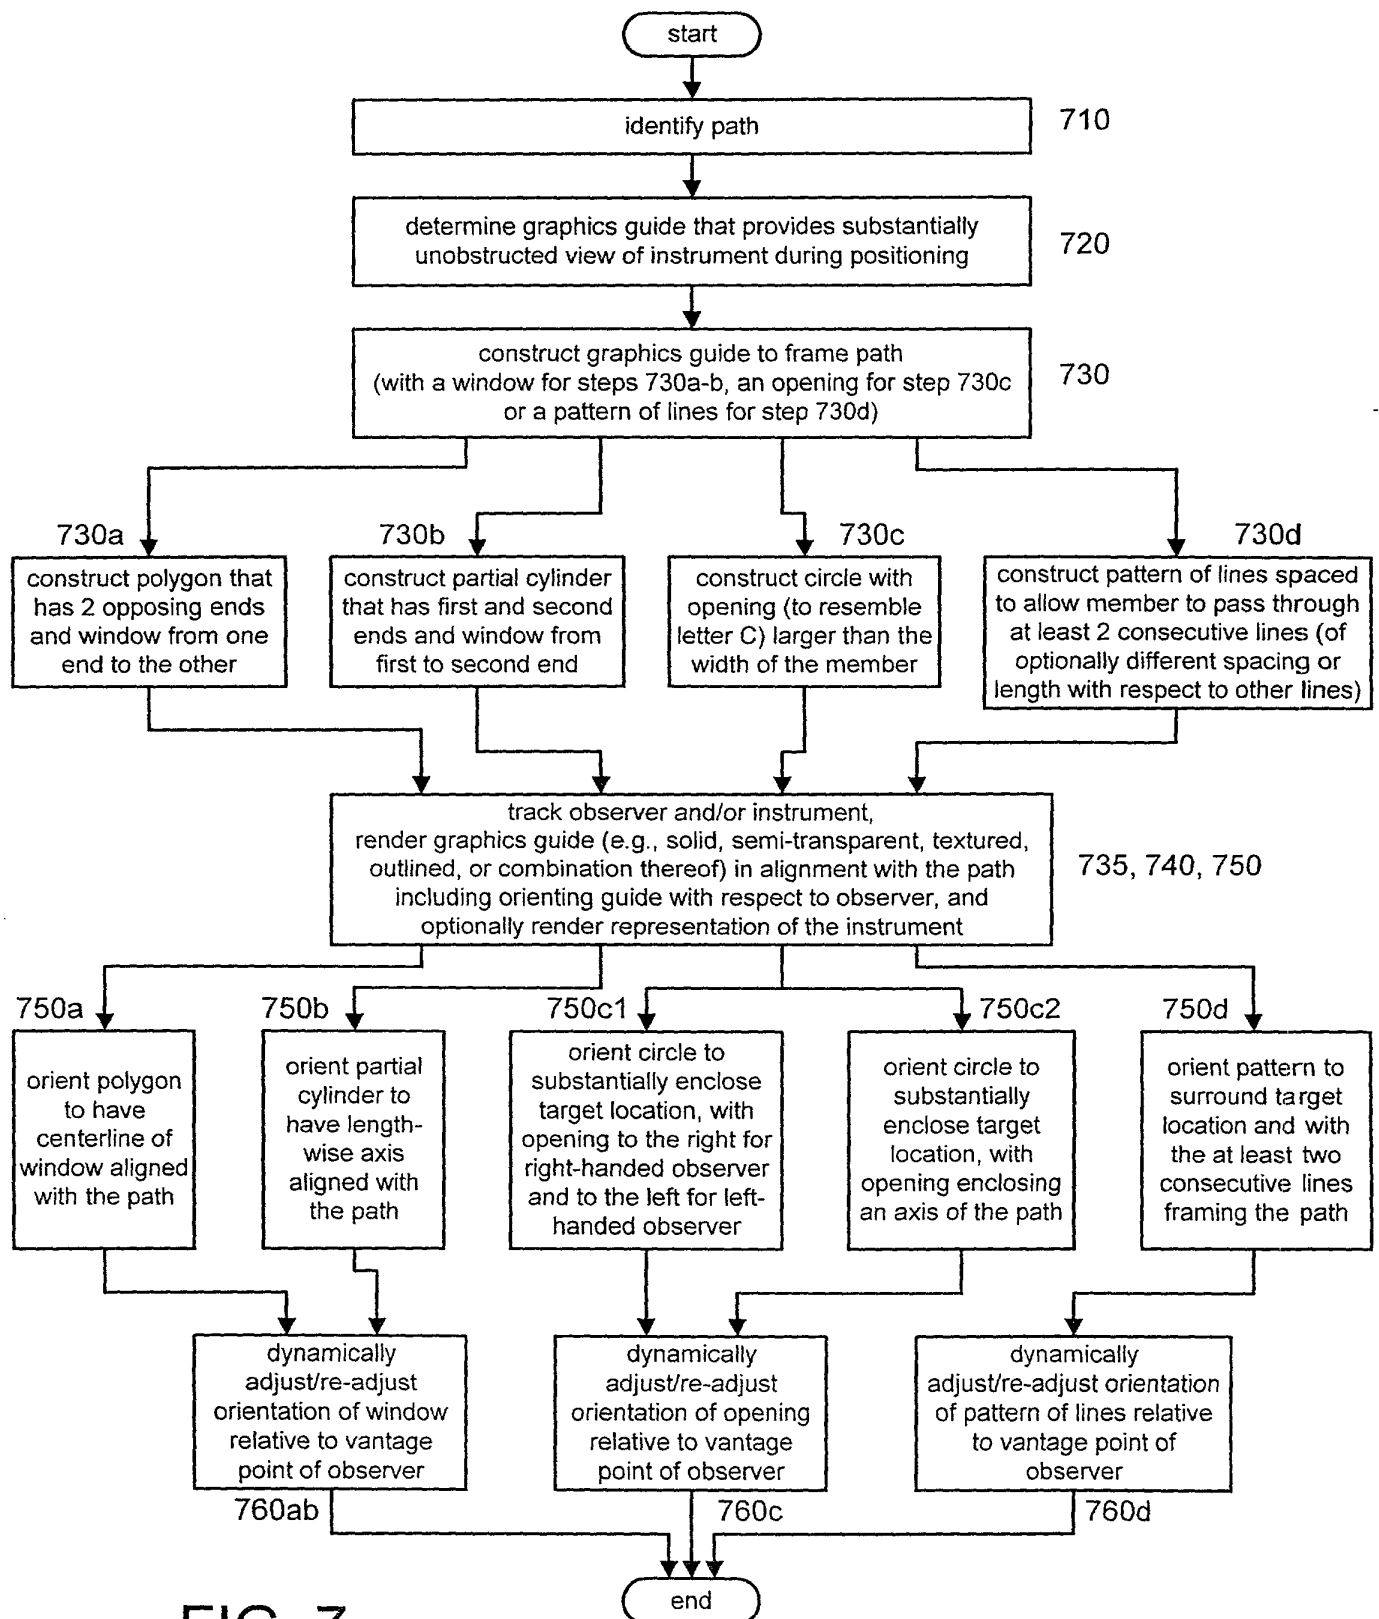 start
identify path
710
determine graphics guide that provides substantially
unobstructed view of instrument during positioning
720
construct graphics guide to frame path
(with a window for steps 730a-b, an opening for step 730c
or a pattern of lines for step 730d)
730
730a
construct polygon that
has 2 opposing ends
and window from one
end to the other
730b
construct partial cylinder
that has first and second
ends and window from
first to second end
730c
construct circle with
opening (to resemble
letter C) larger than the
width of the member
730d
construct pattern of lines spaced
to allow member to pass through
at least 2 consecutive lines (of
optionally different spacing or
length with respect to other lines)
track observer and/or instrument,
render graphics guide (e.g., solid, semi-transparent, textured,
outlined, or combination thereof) in alignment with the path
including orienting guide with respect to observer, and
optionally render representation of the instrument
735, 740, 750
750a
orient polygon
to have
centerline of
window aligned
with the path
750b
orient partial
cylinder to
have length-
wise axis
aligned with
the path
750c1
orient circle to
substantially enclose
target location, with
opening to the right for
right-handed observer
and to the left for left-
handed observer
750c2
orient circle to
substantially
enclose target
location, with
opening enclosing
an axis of the path
750d
orient pattern to
surround target
location and with
the at least two
consecutive lines
framing the path
dynamically
adjust/re-adjust
orientation of window
relative to vantage
point of observer
760ab
dynamically
adjust/re-adjust
orientation of opening
relative to vantage
point of observer
760c
dynamically
adjust/re-adjust orientation
of pattern of lines relative
to vantage point of
observer
760d
end
FIG. 7